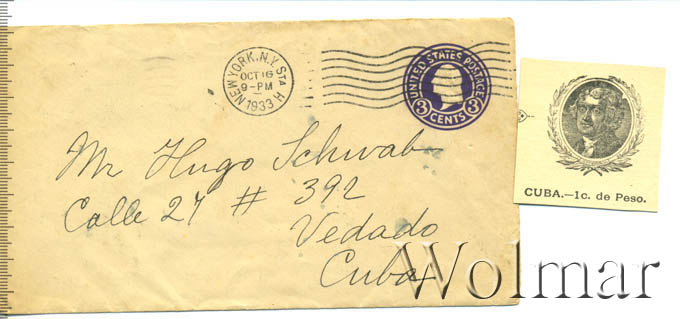 NEW YORK, N.Y. STA H
OCT 16
9-PM
1933
UNITED STATES POSTAGE
3 CENTS 3
Mr Hugo Schwab
Calle 27 # 392
Vedado
Cuba
CUBA.—1c. de Peso.
Wolmar